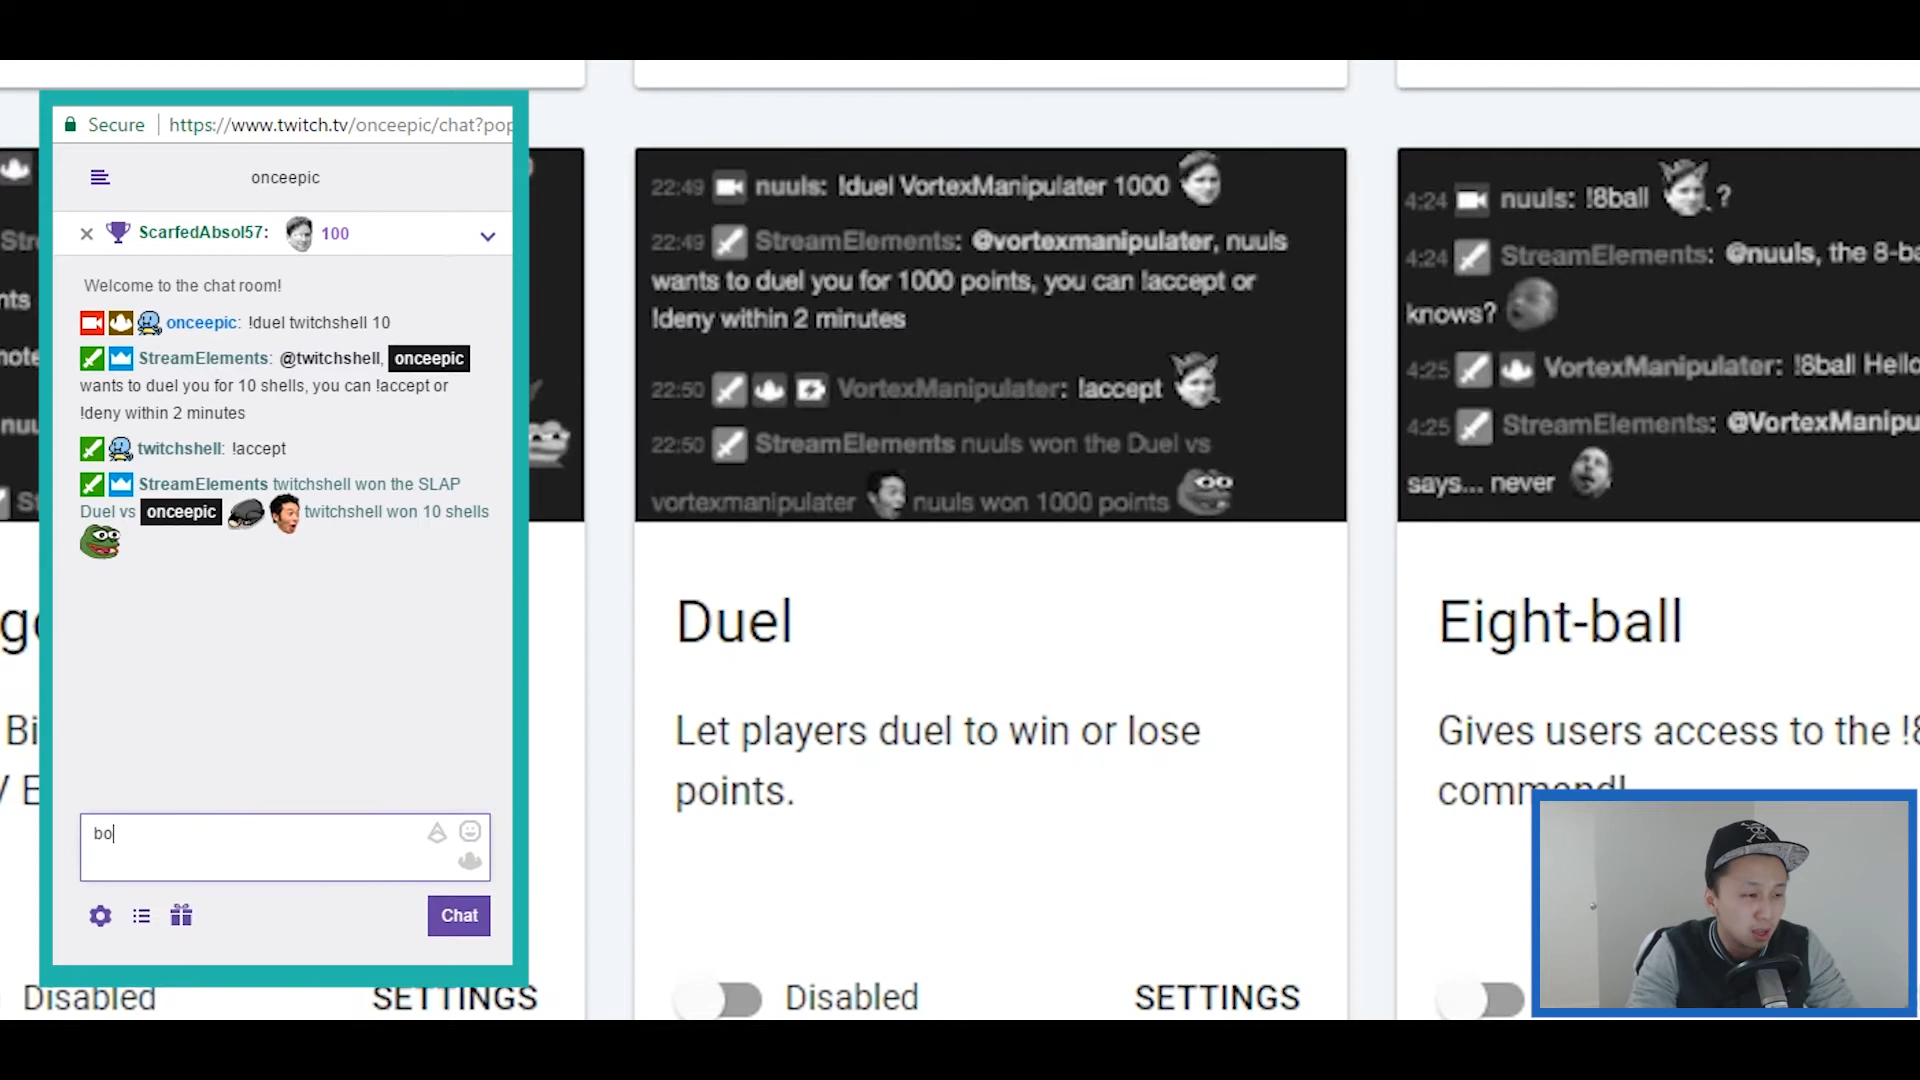 Secure
https://www.twitch.tv/onceepic/chat?pop
onceepic
ScarfedAbsol57: 100
Welcome to the chat room!
onceepic: !duel twitchshell 10
StreamElements: @twitchshell, onceepic
wants to duel you for 10 shells, you can !accept or
!deny within 2 minutes
twitchshell: !accept
StreamElements twitchshell won the SLAP
Duel vs onceepic twitchshell won 10 shells
bo
Chat
Disabled
SETTINGS
22:49 nuuls: !duel VortexManipulater 1000
22:49 StreamElements: @vortexmanipulater, nuuls
wants to duel you for 1000 points, you can !accept or
!deny within 2 minutes
22:50 VortexManipulater: !accept
22:50 StreamElements nuuls won the Duel vs
vortexmanipulater nuuls won 1000 points
Duel
Let players duel to win or lose
points.
Disabled
SETTINGS
4:24 nuuls: !8ball ?
4:24 StreamElements: @nuuls, the 8-ba
knows?
4:25 VortexManipulater: !8ball Hello
4:25 StreamElements: @VortexManipu
says... never
Eight-ball
Gives users access to the !8
command!